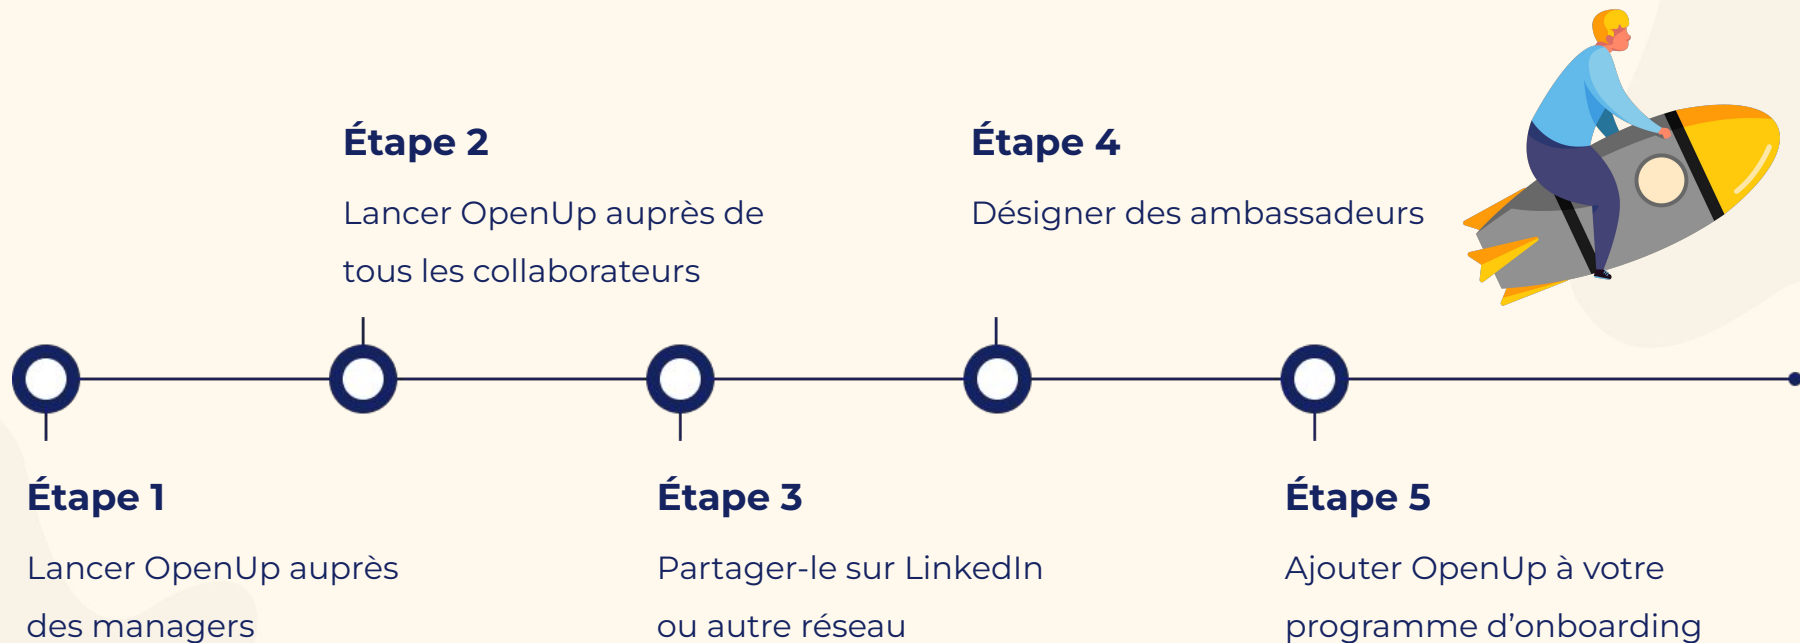 Étape 1
Lancer OpenUp auprès
des managers
Étape 2
Lancer OpenUp auprès de
tous les collaborateurs
Étape 3
Partager-le sur LinkedIn
ou autre réseau
Étape 4
Désigner des ambassadeurs
Étape 5
Ajouter OpenUp à votre
programme d’onboarding